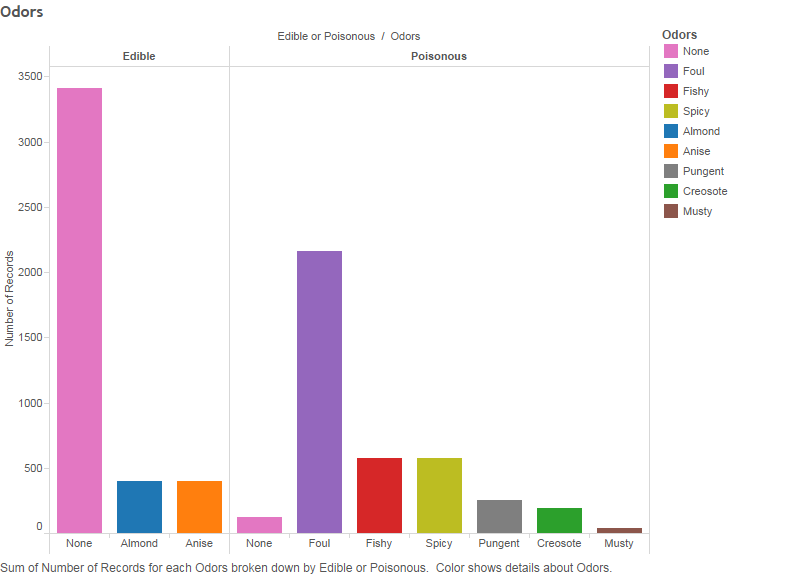 Odors
Edible or Poisonous / Odors
Edible
Poisonous
Number of Records
3500
3000
2500
2000
1500
1000
500
0
None
Almond
Anise
None
Foul
Fishy
Spicy
Pungent
Creosote
Musty
Odors
None
Foul
Fishy
Spicy
Almond
Anise
Pungent
Creosote
Musty
Sum of Number of Records for each Odors broken down by Edible or Poisonous.  Color shows details about Odors.